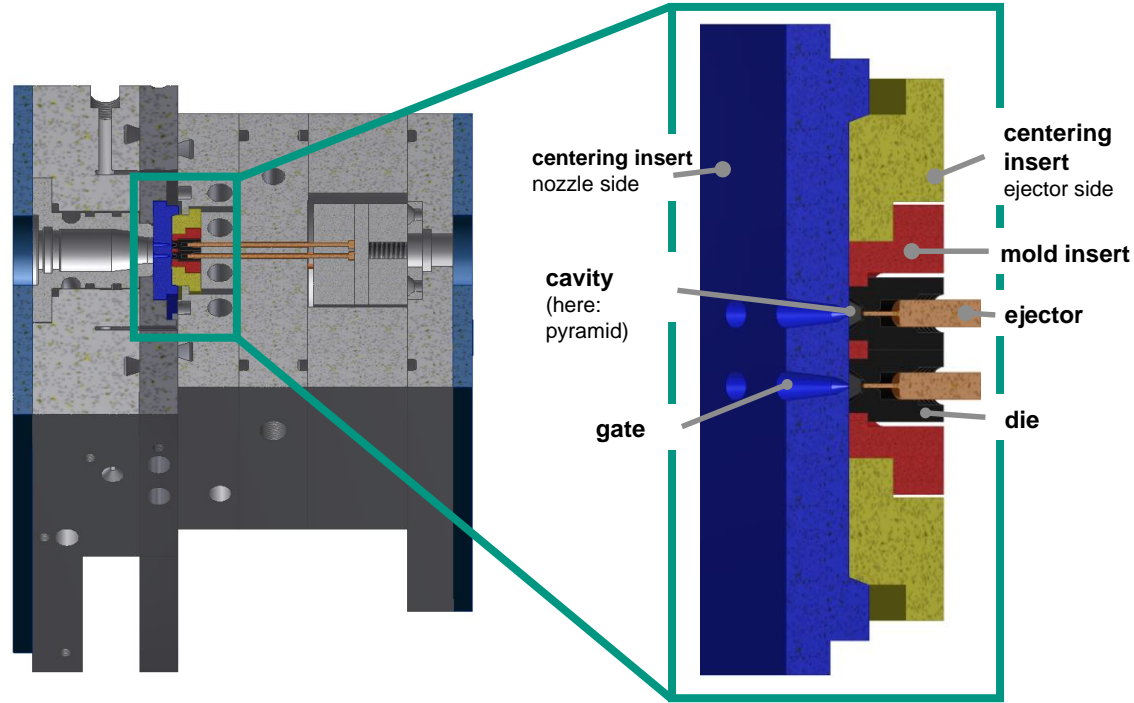 centering insert
nozzle side
centering
insert
ejector side
mold insert
cavity
(here:
pyramid)
ejector
gate
die